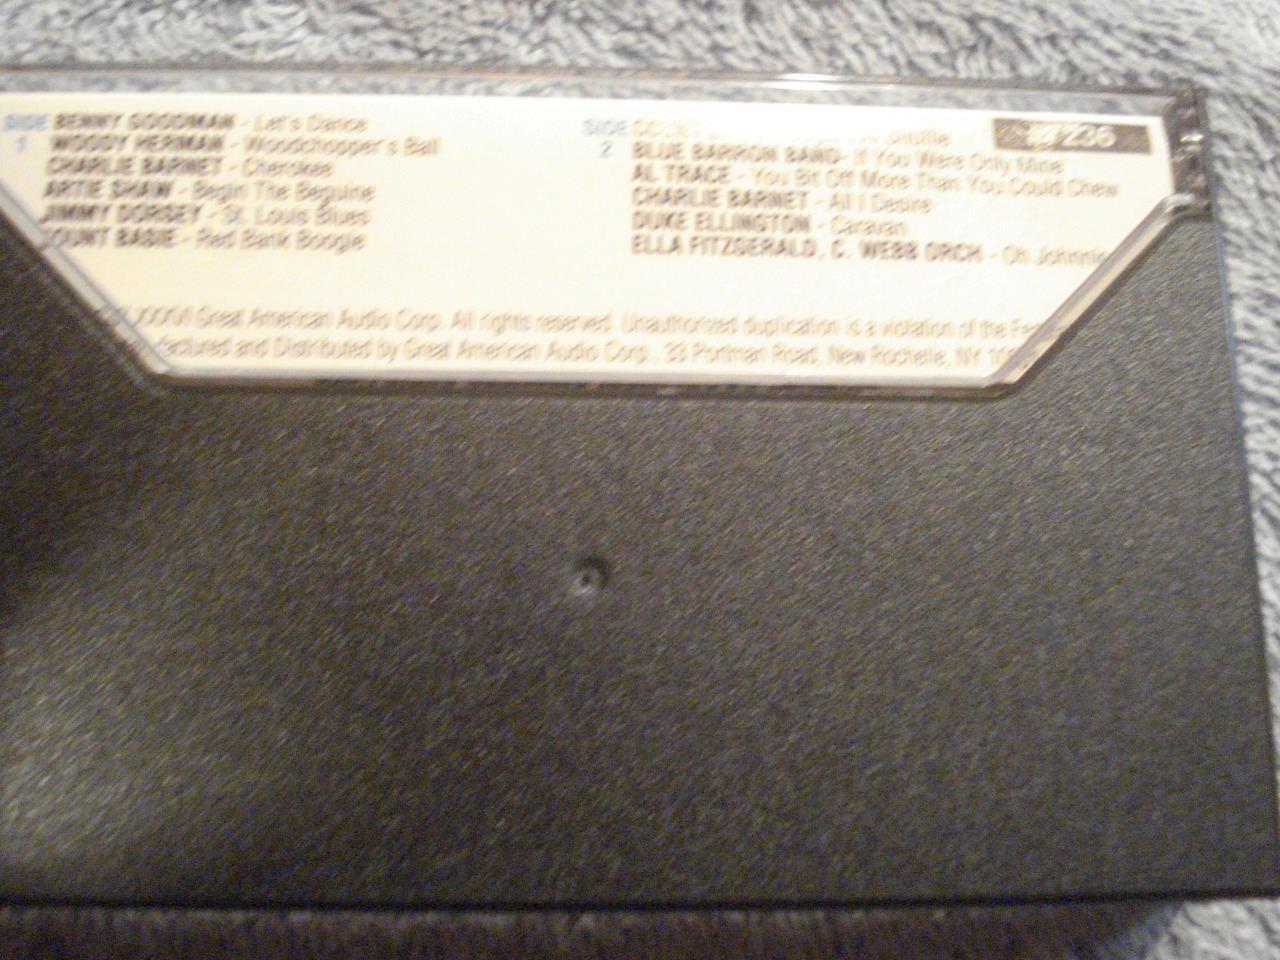 SIDE 1
BENNY GOODMAN - Let's Dance
WOODY HERMAN - Woodchopper's Ball
CHARLIE BARNET - Cherokee
ARTIE SHAW - Begin The Beguine
JIMMY DORSEY - St. Louis Blues
COUNT BASIE - Red Bank Boogie
SIDE 2
Shuffle
BLUE BARRON BAND- If You Were Only Mine
AL TRACE - You Bit Off More Than You Could Chew
CHARLIE BARNET - All I Desire
DUKE ELLINGTON - Caravan
ELLA FITZGERALD, C. WEBB ORCH - Oh Johnnie
236
Great American Audio Corp. All rights reserved. Unauthorized duplication is a violation of the
and Distributed by Great American Audio Corp., 33 Portman Road, New Rochelle, NY